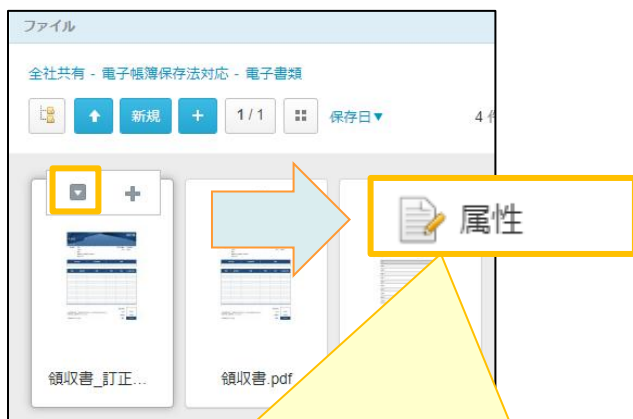 ファイル
全社共有 - 電子帳簿保存法対応 - 電子書類
新規 + 1 / 1 保存日▼ 4
+
属性
領収書_訂正... 領収書.pdf